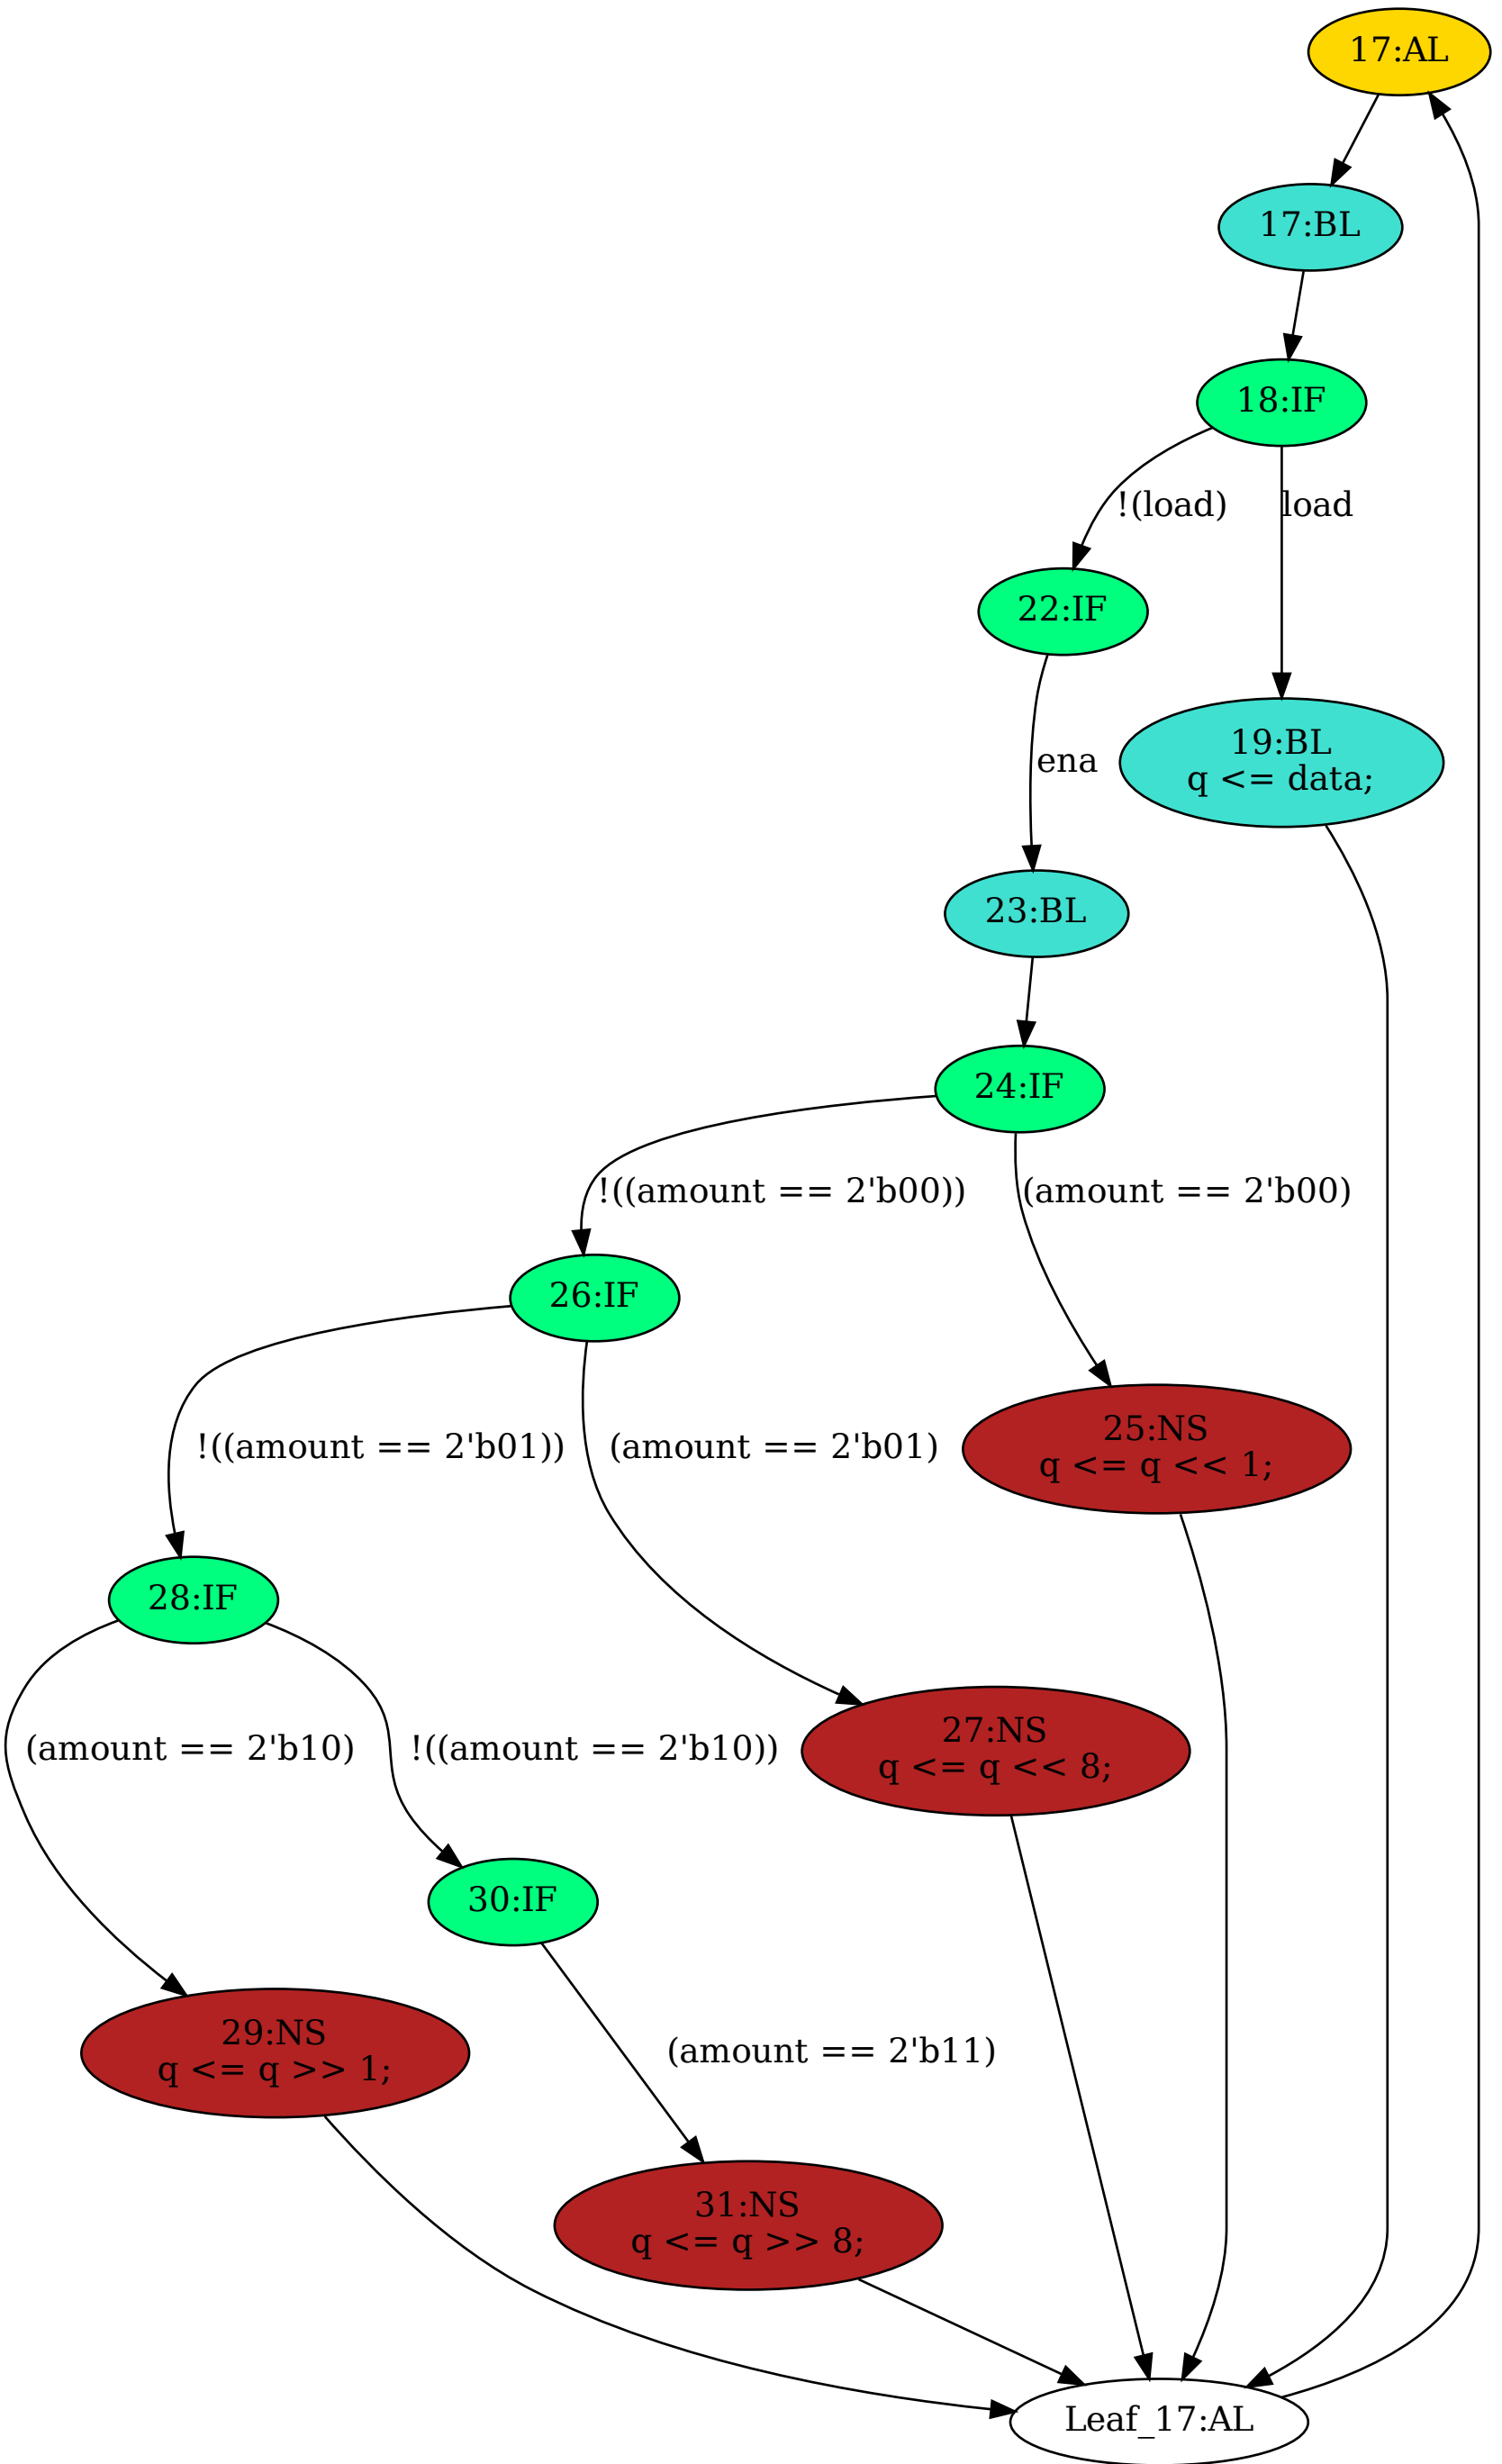 17:AL
17:BL
18:IF
!(load)
load
22:IF
19:BL
q <= data;
ena
23:BL
24:IF
!((amount == 2'b00))
(amount == 2'b00)
26:IF
!((amount == 2'b01))
(amount == 2'b01)
25:NS
q <= q << 1;
28:IF
(amount == 2'b10)
!((amount == 2'b10))
27:NS
q <= q << 8;
30:IF
29:NS
q <= q >> 1;
(amount == 2'b11)
31:NS
q <= q >> 8;
Leaf_17:AL